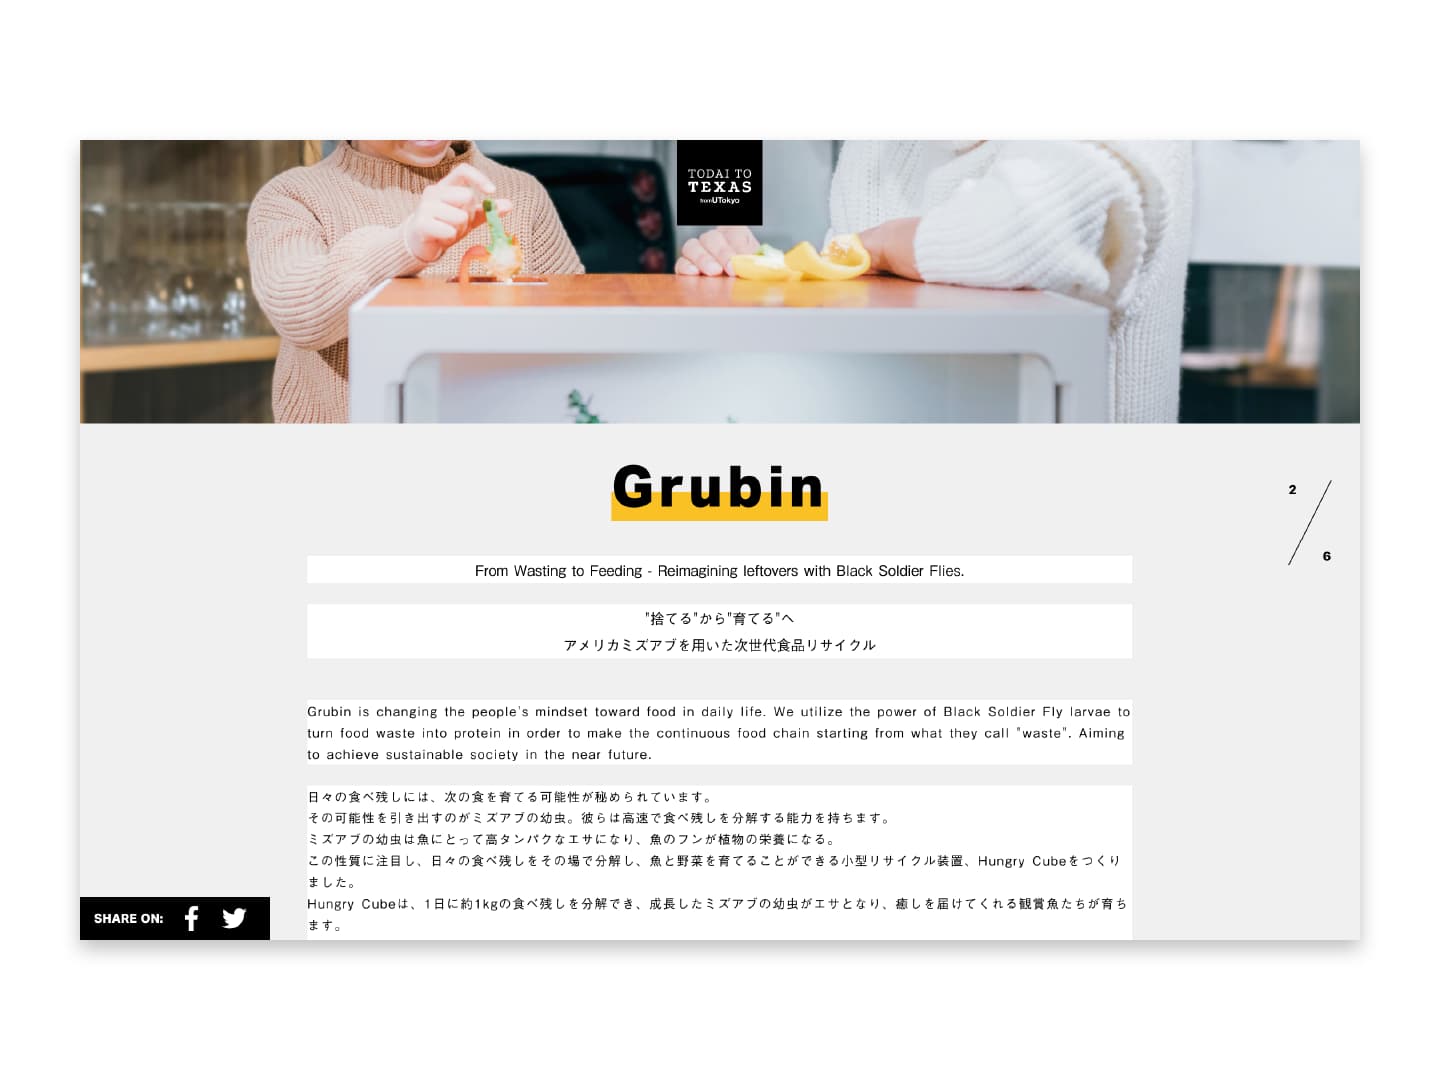 TODAI TO
TEXAS
from UTokyo
Grubin
2
6
From Wasting to Feeding - Reimagining leftovers with Black Soldier Flies.
"捨てる"から"育てる"へ
アメリカミズアブを用いた次世代食品リサイクル
Grubin is changing the people's mindset toward food in daily life. We utilize the power of Black Soldier Fly larvae to
turn food waste into protein in order to make the continuous food chain starting from what they call "waste". Aiming
to achieve sustainable society in the near future.
日々の食べ残しには、次の食を育てる可能性が秘められています。
その可能性を引き出すのがミズアブの幼虫。彼らは高速で食べ残しを分解する能力を持ちます。
ミズアブの幼虫は魚にとって高タンパクなエサになり、魚のフンが植物の栄養になる。
この性質に注目し、日々の食べ残しをその場で分解し、魚と野菜を育てることができる小型リサイクル装置、Hungry Cubeをつくり
ました。
Hungry Cubeは、1日に約1kgの食べ残しを分解でき、成長したミズアブの幼虫がエサとなり、癒しを届けてくれる観賞魚たちが育ち
ます。
SHARE ON: